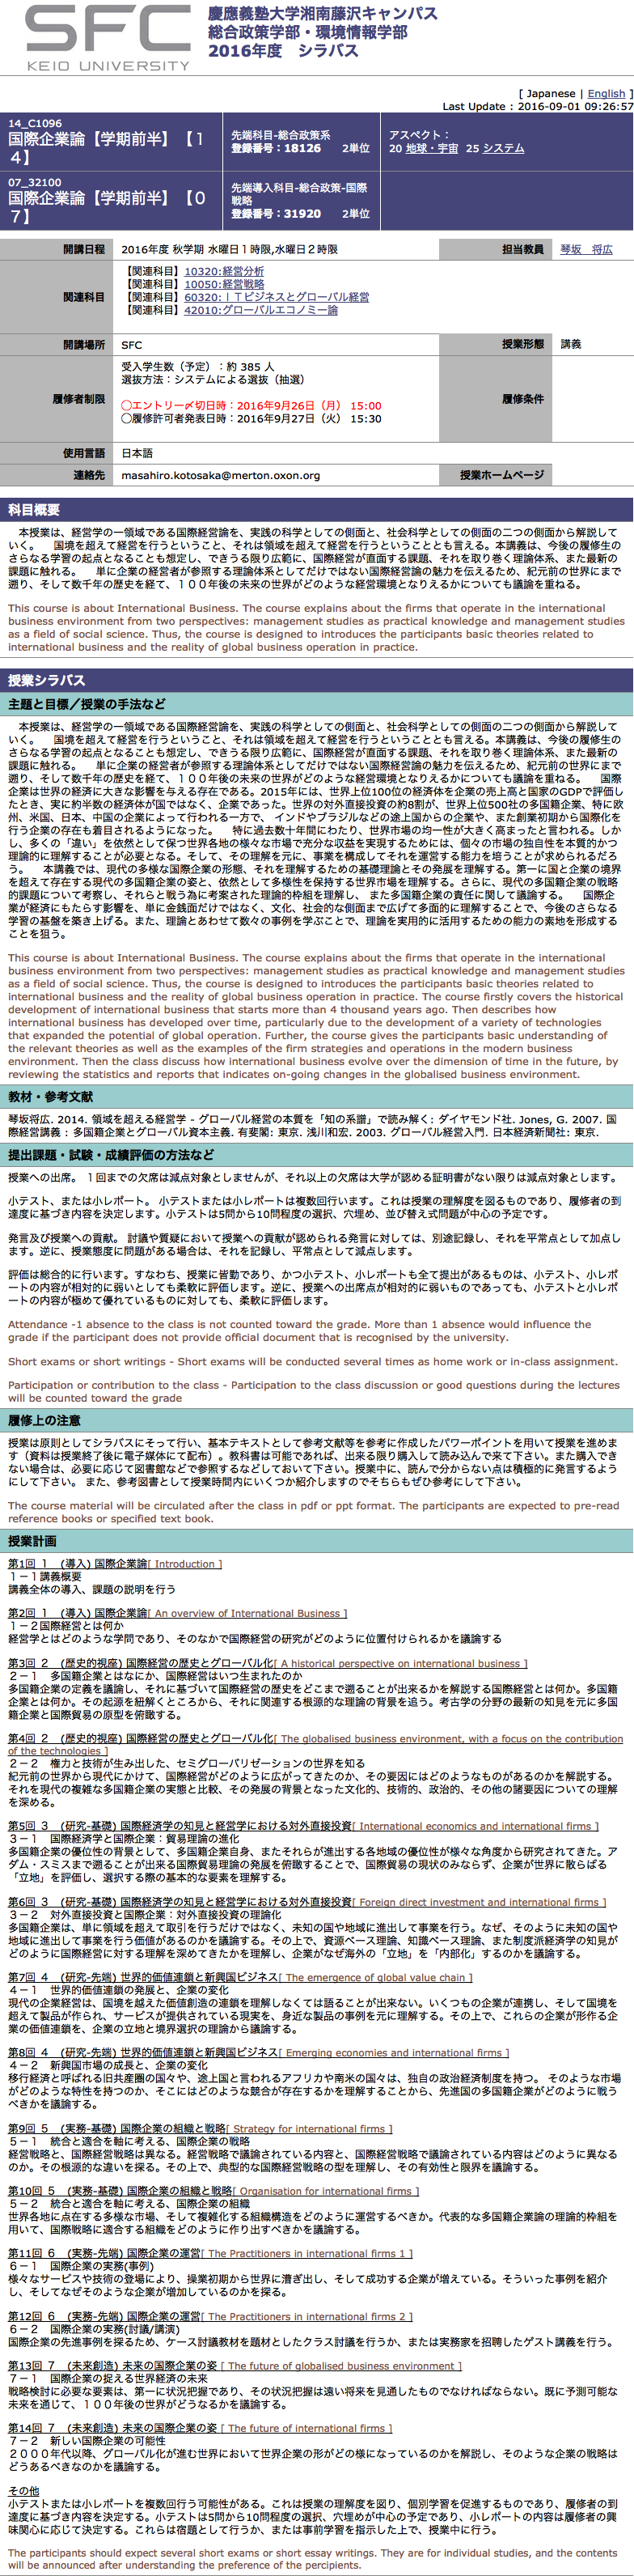 SFC
KEIO UNIVERSITY
慶應義塾大学湘南藤沢キャンパス
総合政策学部・環境情報学部
2016年度　シラバス
[ Japanese | English ]
Last Update : 2016-09-01 09:26:57
14_C1096
国際企業論【学期前半】【１
４】
先端科目-総合政策系
登録番号：18126　2単位
アスペクト：
20 地球・宇宙 25 システム
07_32100
国際企業論【学期前半】【０
７】
先端導入科目-総合政策-国際
戦略
登録番号：31920　2単位
開講日程
2016年度 秋学期 水曜日１時限,水曜日２時限
担当教員
琴坂　将広
関連科目
【関連科目】10320:経営分析
【関連科目】10050:経営戦略
【関連科目】60320:ＩＴビジネスとグローバル経営
【関連科目】42010:グローバルエコノミー論
開講場所
SFC
授業形態
講義
履修者制限
受入学生数（予定）：約 385 人
選抜方法：システムによる選抜（抽選）
◯エントリー〆切日時：2016年9月26日（月） 15:00
◯履修許可者発表日時：2016年9月27日（火） 15:30
履修条件
使用言語
日本語
連絡先
masahiro.kotosaka@merton.oxon.org
授業ホームページ
科目概要
　本授業は、経営学の一領域である国際経営論を、実践の科学としての側面と、社会科学としての側面の二つの側面から解説して
いく。　国境を超えて経営を行うということ、それは領域を超えて経営を行うということとも言える。本講義は、今後の履修生の
さらなる学習の起点となることも想定し、できうる限り広範に、国際経営が直面する課題、それを取り巻く理論体系、また最新の
課題に触れる。　単に企業の経営者が参照する理論体系としてだけではない国際経営論の魅力を伝えるため、紀元前の世界にまで
遡り、そして数千年の歴史を経て、１００年後の未来の世界がどのような経営環境となりえるかについても議論を重ねる。
This course is about International Business. The course explains about the firms that operate in the international
business environment from two perspectives: management studies as practical knowledge and management studies
as a field of social science. Thus, the course is designed to introduces the participants basic theories related to
international business and the reality of global business operation in practice.
授業シラバス
主題と目標／授業の手法など
　本授業は、経営学の一領域である国際経営論を、実践の科学としての側面と、社会科学としての側面の二つの側面から解説して
いく。　国境を超えて経営を行うということ、それは領域を超えて経営を行うということとも言える。本講義は、今後の履修生の
さらなる学習の起点となることも想定し、できうる限り広範に、国際経営が直面する課題、それを取り巻く理論体系、また最新の
課題に触れる。　単に企業の経営者が参照する理論体系としてだけではない国際経営論の魅力を伝えるため、紀元前の世界にまで
遡り、そして数千年の歴史を経て、１００年後の未来の世界がどのような経営環境となりえるかについても議論を重ねる。　国際
企業は世界の経済に大きな影響を与える存在である。2015年には、世界上位100位の経済体を企業の売上高と国家のGDPで評価し
たとき、実に約半数の経済体が国ではなく、企業であった。世界の対外直接投資の約8割が、世界上位500社の多国籍企業、特に欧
州、米国、日本、中国の企業によって行われる一方で、インドやブラジルなどの途上国からの企業や、また創業初期から国際化を
行う企業の存在も着目されるようになった。　特に過去数十年間にわたり、世界市場の均一性が大きく高まったと言われる。しか
し、多くの「違い」を依然として保つ世界各地の様々な市場で充分な収益を実現するためには、個々の市場の独自性を本質的かつ
理論的に理解することが必要となる。そして、その理解を元に、事業を構成してそれを運営する能力を培うことが求められるだろ
う。　本講義では、現代の多様な国際企業の形態、それを理解するための基礎理論とその発展を理解する。第一に国と企業の境界
を超えて存在する現代の多国籍企業の姿と、依然として多様性を保持する世界市場を理解する。さらに、現代の多国籍企業の戦略
的課題について考察し、それらと戦う為に考案された理論的枠組を理解し、また多国籍企業の責任に関して議論する。　国際企
業が経済にもたらす影響を、単に金銭面だけではなく、文化、社会的な側面まで広げて多面的に理解することで、今後のさらなる
学習の基盤を築き上げる。また、理論とあわせて数々の事例を学ぶことで、理論を実用的に活用するための能力の素地を形成する
ことを狙う。
This course is about International Business. The course explains about the firms that operate in the international
business environment from two perspectives: management studies as practical knowledge and management studies
as a field of social science. Thus, the course is designed to introduces the participants basic theories related to
international business and the reality of global business operation in practice. The course firstly covers the historical
development of international business that starts more than 4 thousand years ago. Then describes how
international business has developed over time, particularly due to the development of a variety of technologies
that expanded the potential of global operation. Further, the course gives the participants basic understanding of
the relevant theories as well as the examples of the firm strategies and operations in the modern business
environment. Then the class discuss how international business evolve over the dimension of time in the future, by
reviewing the statistics and reports that indicates on-going changes in the globalised business environment.
教材・参考文献
琴坂将広. 2014. 領域を超える経営学 - グローバル経営の本質を「知の系譜」で読み解く: ダイヤモンド社. Jones, G. 2007. 国
際経営講義 : 多国籍企業とグローバル資本主義. 有斐閣: 東京. 浅川和宏. 2003. グローバル経営入門. 日本経済新聞社: 東京.
提出課題・試験・成績評価の方法など
授業への出席。 １回までの欠席は減点対象としませんが、それ以上の欠席は大学が認める証明書がない限りは減点対象とします。
小テスト、または小レポート。 小テストまたは小レポートは複数回行います。これは授業の理解度を図るものであり、履修者の到
達度に基づき内容を決定します。小テストは5問から10問程度の選択、穴埋め、並び替え式問題が中心の予定です。
発言及び授業への貢献。 討議や質疑において授業への貢献が認められる発言に対しては、別途記録し、それを平常点として加点し
ます。逆に、授業態度に問題がある場合は、それを記録し、平常点として減点します。
評価は総合的に行います。すなわち、授業に皆勤であり、かつ小テスト、小レポートも全て提出があるものは、小テスト、小レポ
ートの内容が相対的に弱いとしても柔軟に評価します。逆に、授業への出席点が相対的に弱いものであっても、小テストと小レポ
ートの内容が極めて優れているものに対しても、柔軟に評価します。
Attendance -1 absence to the class is not counted toward the grade. More than 1 absence would influence the
grade if the participant does not provide official document that is recognised by the university.
Short exams or short writings - Short exams will be conducted several times as home work or in-class assignment.
Participation or contribution to the class - Participation to the class discussion or good questions during the lectures
will be counted toward the grade
履修上の注意
授業は原則としてシラバスにそって行い、基本テキストとして参考文献等を参考に作成したパワーポイントを用いて授業を進めま
す（資料は授業終了後に電子媒体にて配布）。教科書は可能であれば、出来る限り購入して読み込んで来て下さい。また購入でき
ない場合は、必要に応じて図書館などで参照するなどしておいて下さい。授業中に、読んで分からない点は積極的に発言するよう
にして下さい。 また、参考図書として授業時間内にいくつか紹介しますのでそちらもぜひ参考にして下さい。
The course material will be circulated after the class in pdf or ppt format. The participants are expected to pre-read
reference books or specified text book.
授業計画
第1回 １　(導入) 国際企業論[ Introduction ]
１－１講義概要
講義全体の導入、課題の説明を行う
第2回 １　(導入) 国際企業論[ An overview of International Business ]
１－２国際経営とは何か
経営学とはどのような学問であり、そのなかで国際経営の研究がどのように位置付けられるかを議論する
第3回 ２　(歴史的視座) 国際経営の歴史とグローバル化[ A historical perspective on international business ]
２－１　多国籍企業とはなにか、国際経営はいつ生まれたのか
多国籍企業の定義を議論し、それに基づいて国際経営の歴史をどこまで遡ることが出来るかを解説する国際経営とは何か。多国籍
企業とは何か。その起源を紐解くところから、それに関連する根源的な理論の背景を追う。考古学の分野の最新の知見を元に多国
籍企業と国際貿易の原型を俯瞰する。
第4回 ２　(歴史的視座) 国際経営の歴史とグローバル化[ The globalised business environment, with a focus on the contribution
of the technologies ]
２－２　権力と技術が生み出した、セミグローバリゼーションの世界を知る
紀元前の世界から現代にかけて、国際経営がどのように広がってきたのか、その要因にはどのようなものがあるのかを解説する。
それを現代の複雑な多国籍企業の実態と比較、その発展の背景となった文化的、技術的、政治的、その他の諸要因についての理解
を深める。
第5回 ３　(研究-基礎) 国際経済学の知見と経営学における対外直接投資[ International economics and international firms ]
３－１　国際経済学と国際企業：貿易理論の進化
多国籍企業の優位性の背景として、多国籍企業自身、またそれらが進出する各地域の優位性が様々な角度から研究されてきた。ア
ダム・スミスまで遡ることが出来る国際貿易理論の発展を俯瞰することで、国際貿易の現状のみならず、企業が世界に散らばる
「立地」を評価し、選択する際の基本的な要素を理解する。
第6回 ３　(研究-基礎) 国際経済学の知見と経営学における対外直接投資[ Foreign direct investment and international firms ]
３－２　対外直接投資と国際企業：対外直接投資の理論化
多国籍企業は、単に領域を超えて取引を行うだけではなく、未知の国や地域に進出して事業を行う。なぜ、そのように未知の国や
地域に進出して事業を行う価値があるのかを議論する。その上で、資源ベース理論、知識ベース理論、また制度派経済学の知見が
どのように国際経営に対する理解を深めてきたかを理解し、企業がなぜ海外の「立地」を「内部化」するのかを議論する。
第7回 ４　(研究-先端) 世界的価値連鎖と新興国ビジネス[ The emergence of global value chain ]
４－１　世界的価値連鎖の発展と、企業の変化
現代の企業経営は、国境を越えた価値創造の連鎖を理解しなくては語ることが出来ない。いくつもの企業が連携し、そして国境を
超えて製品が作られ、サービスが提供されている現実を、身近な製品の事例を元に理解する。その上で、これらの企業が形作る企
業の価値連鎖を、企業の立地と境界選択の理論から議論する。
第8回 ４　(研究-先端) 世界的価値連鎖と新興国ビジネス[ Emerging economies and international firms ]
４－２　新興国市場の成長と、企業の変化
移行経済と呼ばれる旧共産圏の国々や、途上国と言われるアフリカや南米の国々は、独自の政治経済制度を持つ。 そのような市場
がどのような特性を持つのか、そこにはどのような競合が存在するかを理解することから、先進国の多国籍企業がどのように戦う
べきかを議論する。
第9回 ５　(実務-基礎) 国際企業の組織と戦略[ Strategy for international firms ]
５－１　統合と適合を軸に考える、国際企業の戦略
経営戦略と、国際経営戦略は異なる。経営戦略で議論されている内容と、国際経営戦略で議論されている内容はどのように異なる
のか。その根源的な違いを探る。その上で、典型的な国際経営戦略の型を理解し、その有効性と限界を議論する。
第10回 ５　(実務-基礎) 国際企業の組織と戦略[ Organisation for international firms ]
５－２　統合と適合を軸に考える、国際企業の組織
世界各地に点在する多様な市場、そして複雑化する組織構造をどのように運営するべきか。代表的な多国籍企業論の理論的枠組を
用いて、国際戦略に適合する組織をどのように作り出すべきかを議論する。
第11回 ６　(実務-先端) 国際企業の運営[ The Practitioners in international firms 1 ]
６－１　国際企業の実務(事例)
様々なサービスや技術の登場により、操業初期から世界に漕ぎ出し、そして成功する企業が増えている。そういった事例を紹介
し、そしてなぜそのような企業が増加しているのかを探る。
第12回 ６　(実務-先端) 国際企業の運営[ The Practitioners in international firms 2 ]
６－２　国際企業の実務(討議/講演)
国際企業の先進事例を探るため、ケース討議教材を題材としたクラス討議を行うか、または実務家を招聘したゲスト講義を行う。
第13回 ７　(未来創造) 未来の国際企業の姿 [ The future of globalised business environment ]
７－１　国際企業の捉える世界経済の未来
戦略検討に必要な要素は、第一に状況把握であり、その状況把握は遠い将来を見通したものでなければならない。既に予測可能な
未来を通じて、１００年後の世界がどうなるかを議論する。
第14回 ７　(未来創造) 未来の国際企業の姿 [ The future of international firms ]
７－２　新しい国際企業の可能性
２０００年代以降、グローバル化が進む世界において世界企業の形がどの様になっているのかを解説し、そのような企業の戦略は
どうあるべきなのかを議論する。
その他
小テストまたは小レポートを複数回行う可能性がある。これは授業の理解度を図り、個別学習を促進するものであり、履修者の到
達度に基づき内容を決定する。小テストは5問から10問程度の選択、穴埋めが中心の予定であり、小レポートの内容は履修者の興
味関心に応じて決定する。これらは宿題として行うか、または事前学習を指示した上で、授業中に行う。
The participants should expect several short exams or short essay writings. They are for individual studies, and the contents
will be announced after understanding the preference of the percipients.